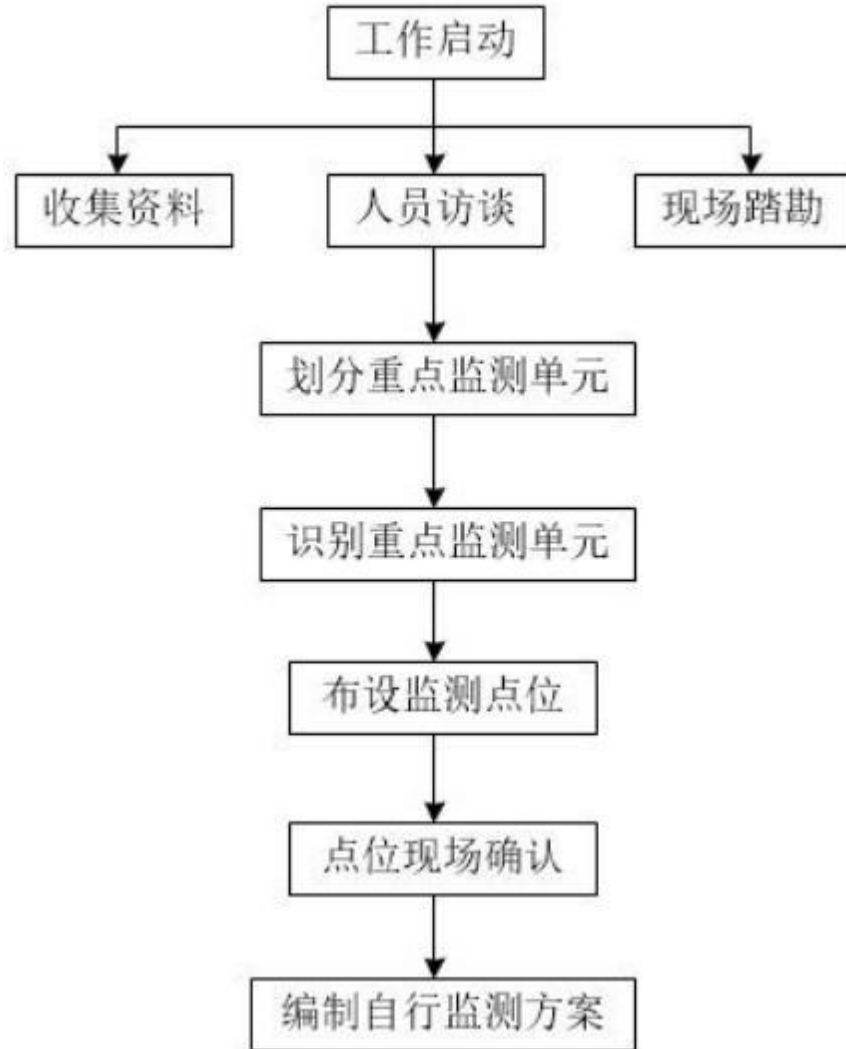 工作启动
收集资料
人员访谈
现场踏勘
划分重点监测单元
识别重点监测单元
布设监测点位
点位现场确认
编制自行监测方案